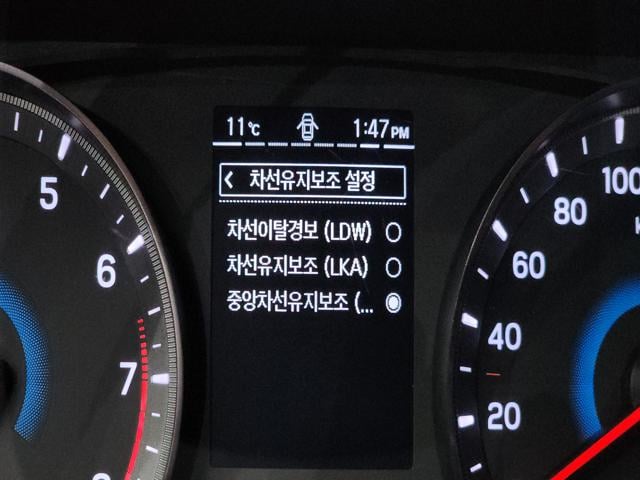 11℃ 1:47PM
< 차선유지보조 설정
차선이탈경보 (LDW)
차선유지보조 (LKA)
중앙차선유지보조 (...
5
6
7
100
80
60
40
20